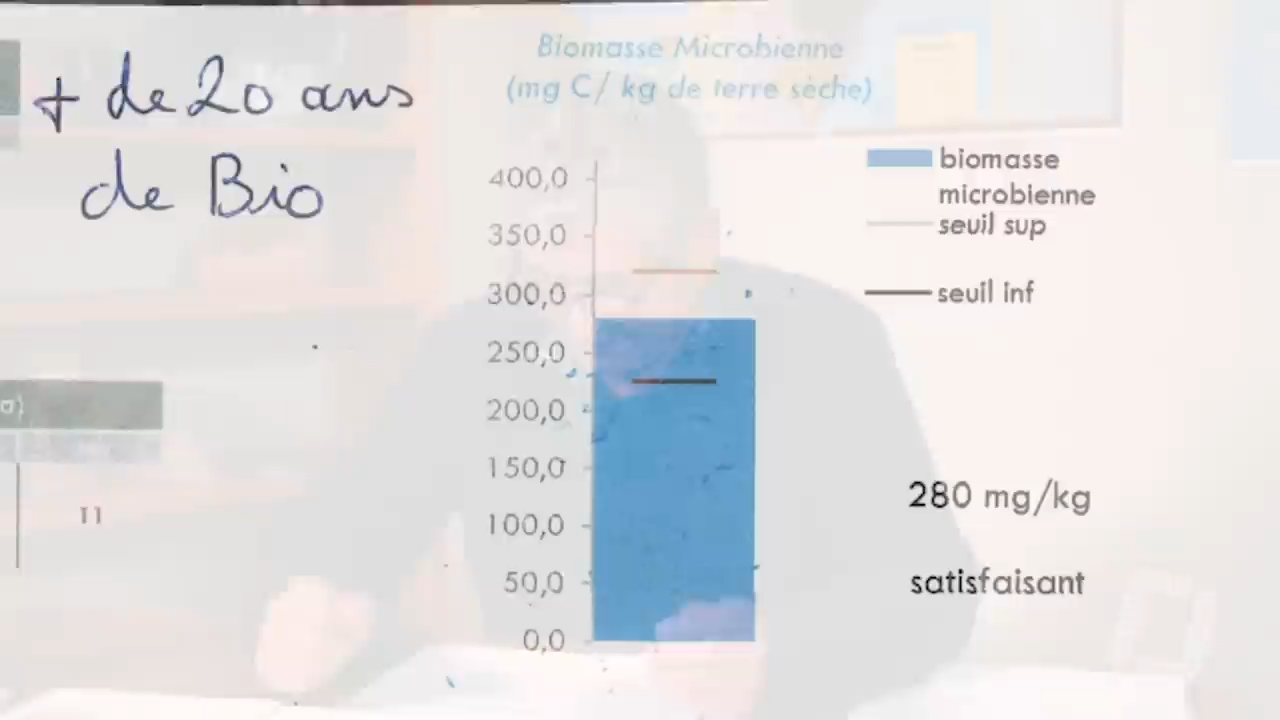 + de 20 ans
de Bio
Biomasse Microbienne
(mg C/ kg de terre sèche)
400,0
350,0
300,0
250,0
200,0
150,0
100,0
50,0
0,0
biomasse
microbienne
seuil sup
seuil inf
280 mg/kg
satisfaisant
a)
11